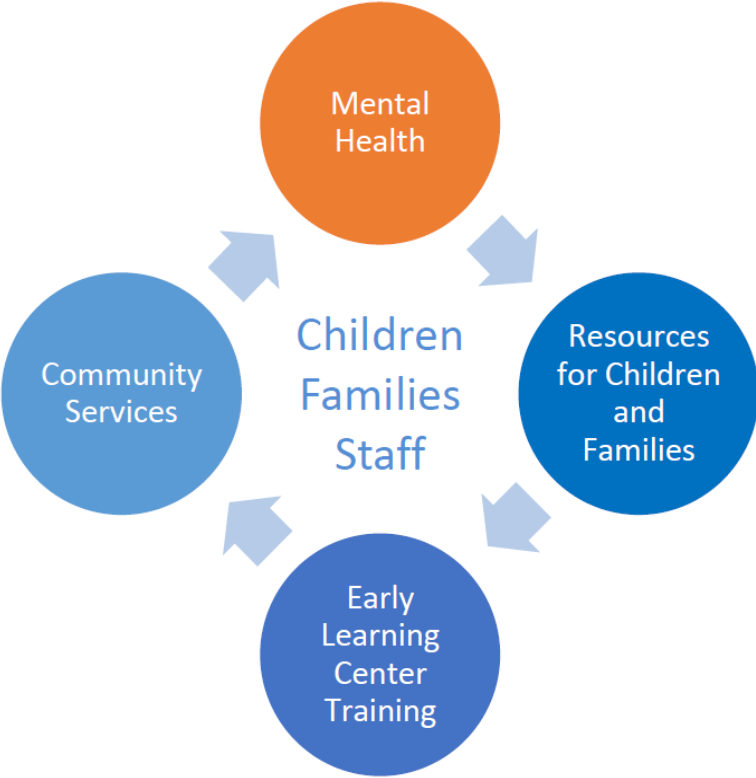 Mental
Health
Resources
for Children
and
Families
Children
Families
Staff
Community
Services
Early
Learning
Center
Training